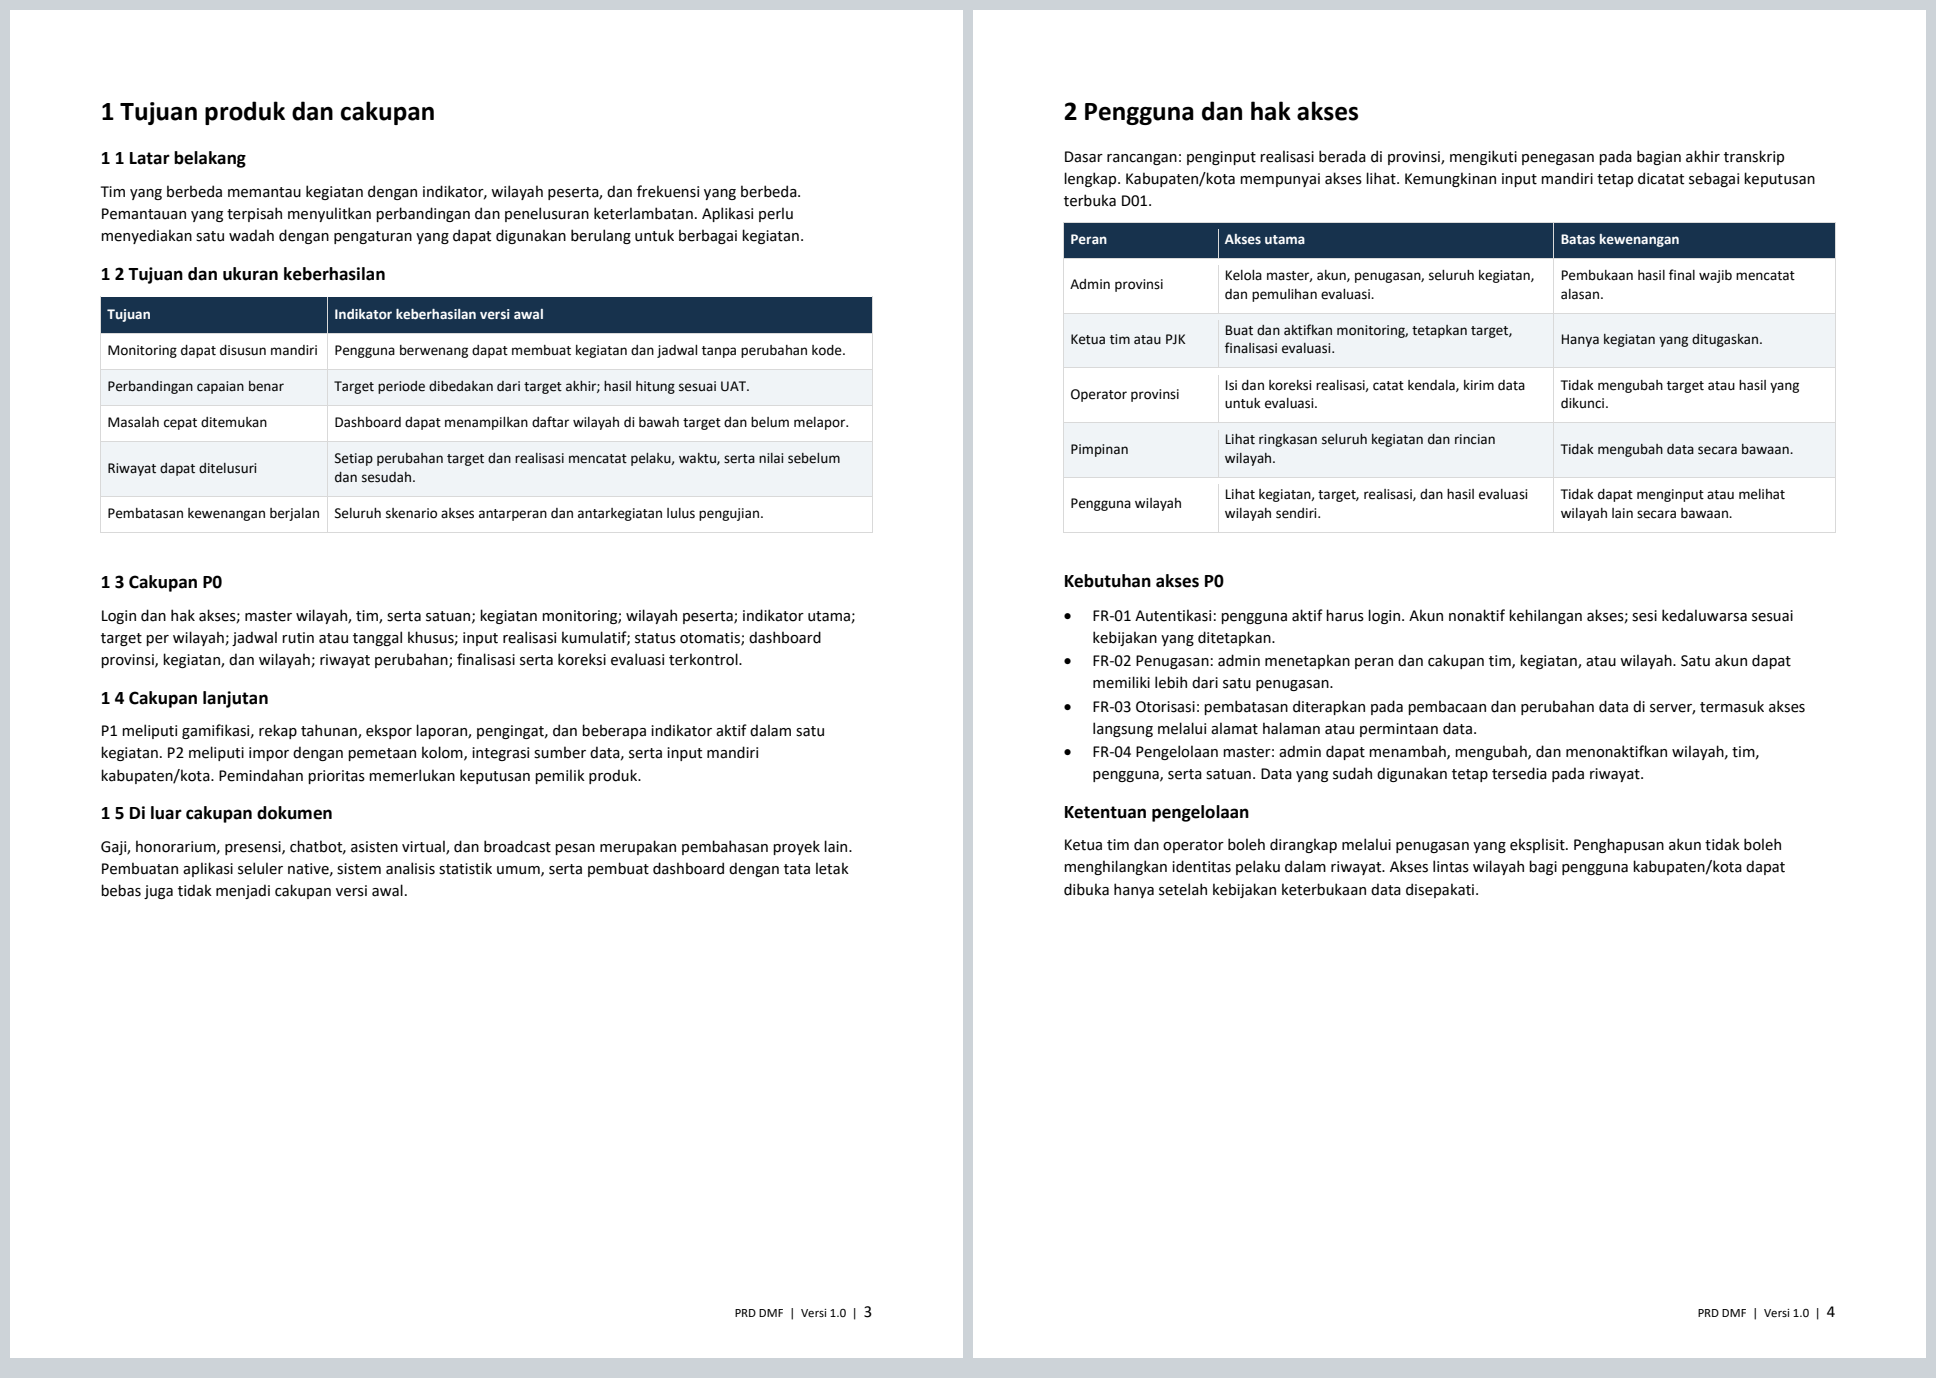 1 Tujuan produk dan cakupan
1 1 Latar belakang
Tim yang berbeda memantau kegiatan dengan indikator, wilayah peserta, dan frekuensi yang berbeda.
Pemantauan yang terpisah menyulitkan perbandingan dan penelusuran keterlambatan. Aplikasi perlu
menyediakan satu wadah dengan pengaturan yang dapat digunakan berulang untuk berbagai kegiatan.
1 2 Tujuan dan ukuran keberhasilan
Tujuan Indikator keberhasilan versi awal
Monitoring dapat disusun mandiri Pengguna berwenang dapat membuat kegiatan dan jadwal tanpa perubahan kode.
Perbandingan capaian benar Target periode dibedakan dari target akhir; hasil hitung sesuai UAT.
Masalah cepat ditemukan Dashboard dapat menampilkan daftar wilayah di bawah target dan belum melapor.
Riwayat dapat ditelusuri Setiap perubahan target dan realisasi mencatat pelaku, waktu, serta nilai sebelum
dan sesudah.
Pembatasan kewenangan berjalan Seluruh skenario akses antarperan dan antarkegiatan lulus pengujian.
1 3 Cakupan P0
Login dan hak akses; master wilayah, tim, serta satuan; kegiatan monitoring; wilayah peserta; indikator utama;
target per wilayah; jadwal rutin atau tanggal khusus; input realisasi kumulatif; status otomatis; dashboard
provinsi, kegiatan, dan wilayah; riwayat perubahan; finalisasi serta koreksi evaluasi terkontrol.
1 4 Cakupan lanjutan
P1 meliputi gamifikasi, rekap tahunan, ekspor laporan, pengingat, dan beberapa indikator aktif dalam satu
kegiatan. P2 meliputi impor dengan pemetaan kolom, integrasi sumber data, serta input mandiri
kabupaten/kota. Pemindahan prioritas memerlukan keputusan pemilik produk.
1 5 Di luar cakupan dokumen
Gaji, honorarium, presensi, chatbot, asisten virtual, dan broadcast pesan merupakan pembahasan proyek lain.
Pembuatan aplikasi seluler native, sistem analisis statistik umum, serta pembuat dashboard dengan tata letak
bebas juga tidak menjadi cakupan versi awal.
PRD DMF | Versi 1.0 | 3
2 Pengguna dan hak akses
Dasar rancangan: penginput realisasi berada di provinsi, mengikuti penegasan pada bagian akhir transkrip
lengkap. Kabupaten/kota mempunyai akses lihat. Kemungkinan input mandiri tetap dicatat sebagai keputusan
terbuka D01.
Peran Akses utama Batas kewenangan
Admin provinsi Kelola master, akun, penugasan, seluruh kegiatan, Pembukaan hasil final wajib mencatat
dan pemulihan evaluasi. alasan.
Ketua tim atau PJK Buat dan aktifkan monitoring, tetapkan target, Hanya kegiatan yang ditugaskan.
finalisasi evaluasi.
Operator provinsi Isi dan koreksi realisasi, catat kendala, kirim data Tidak mengubah target atau hasil yang
untuk evaluasi. dikunci.
Pimpinan Lihat ringkasan seluruh kegiatan dan rincian Tidak mengubah data secara bawaan.
wilayah.
Pengguna wilayah Lihat kegiatan, target, realisasi, dan hasil evaluasi Tidak dapat menginput atau melihat
wilayah sendiri. wilayah lain secara bawaan.
Kebutuhan akses P0
• FR-01 Autentikasi: pengguna aktif harus login. Akun nonaktif kehilangan akses; sesi kedaluwarsa sesuai
kebijakan yang ditetapkan.
• FR-02 Penugasan: admin menetapkan peran dan cakupan tim, kegiatan, atau wilayah. Satu akun dapat
memiliki lebih dari satu penugasan.
• FR-03 Otorisasi: pembatasan diterapkan pada pembacaan dan perubahan data di server, termasuk akses
langsung melalui alamat halaman atau permintaan data.
• FR-04 Pengelolaan master: admin dapat menambah, mengubah, dan menonaktifkan wilayah, tim,
pengguna, serta satuan. Data yang sudah digunakan tetap tersedia pada riwayat.
Ketentuan pengelolaan
Ketua tim dan operator boleh dirangkap melalui penugasan yang eksplisit. Penghapusan akun tidak boleh
menghilangkan identitas pelaku dalam riwayat. Akses lintas wilayah bagi pengguna kabupaten/kota dapat
dibuka hanya setelah kebijakan keterbukaan data disepakati.
PRD DMF | Versi 1.0 | 4